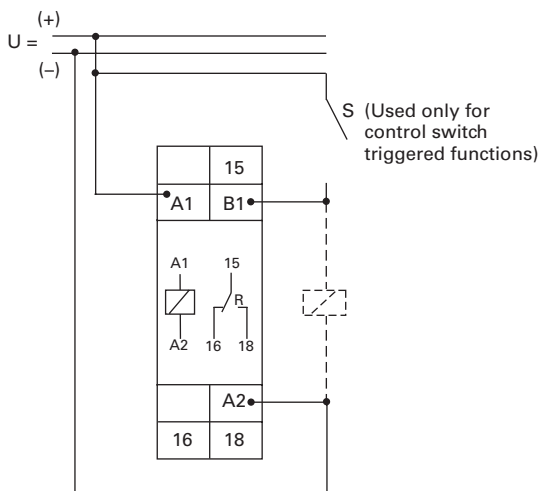 (+)
U =
(–)
S (Used only for
control switch
triggered functions)
15
A1 B1
A1 15
R
A2 16 18
A2
16 18